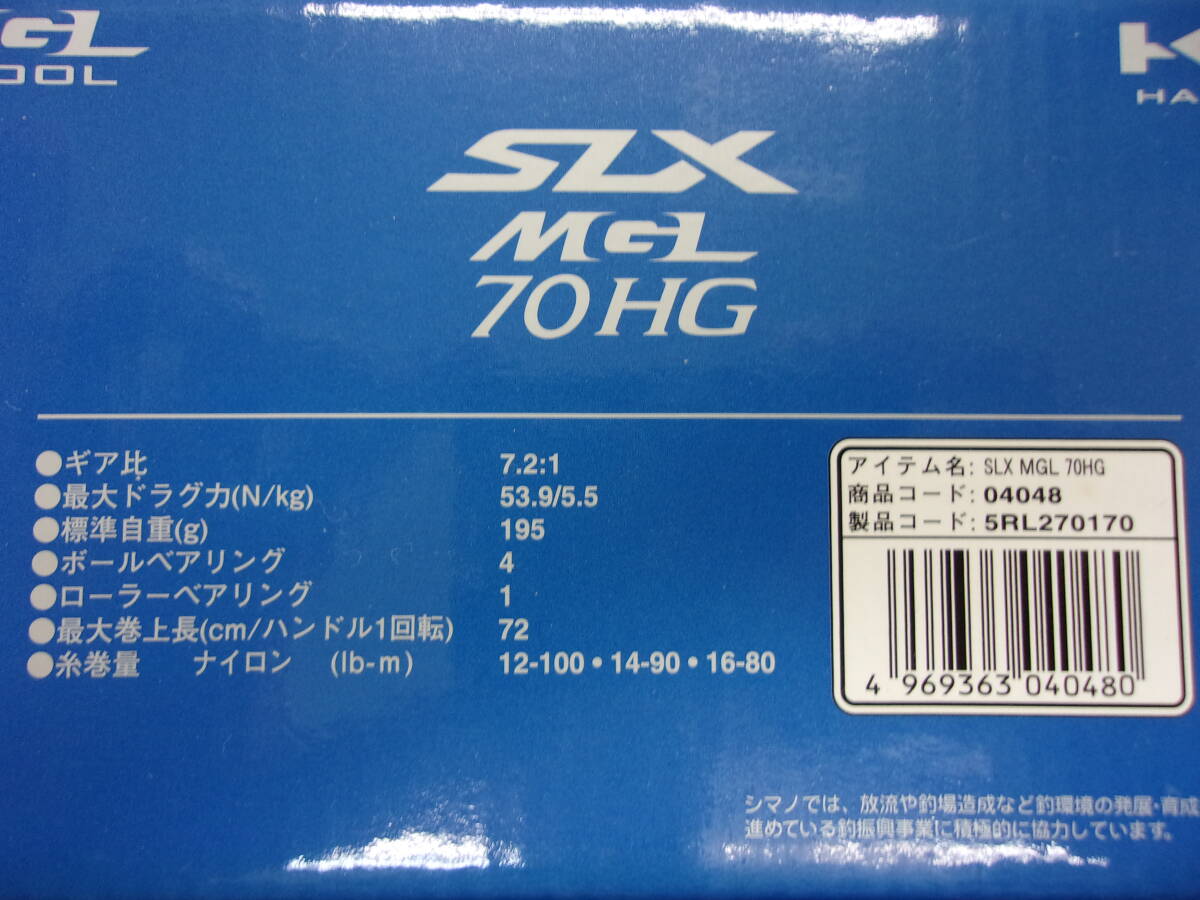 GL
OOL
HA
SLX
MGL
70HG
●ギア比 7.2:1
●最大ドラグ力(N/kg) 53.9/5.5
●標準自重(g) 195
●ボールベアリング 4
●ローラーベアリング 1
●最大巻上長(cm/ハンドル1回転) 72
●糸巻量 ナイロン (lb-m) 12-100・14-90・16-80
アイテム名: SLX MGL 70HG
商品コード: 04048
製品コード: 5RL270170
4 969363 040480
シマノでは、放流や釣場造成など釣環境の発展・育成
進めている釣振興事業に積極的に協力しています。